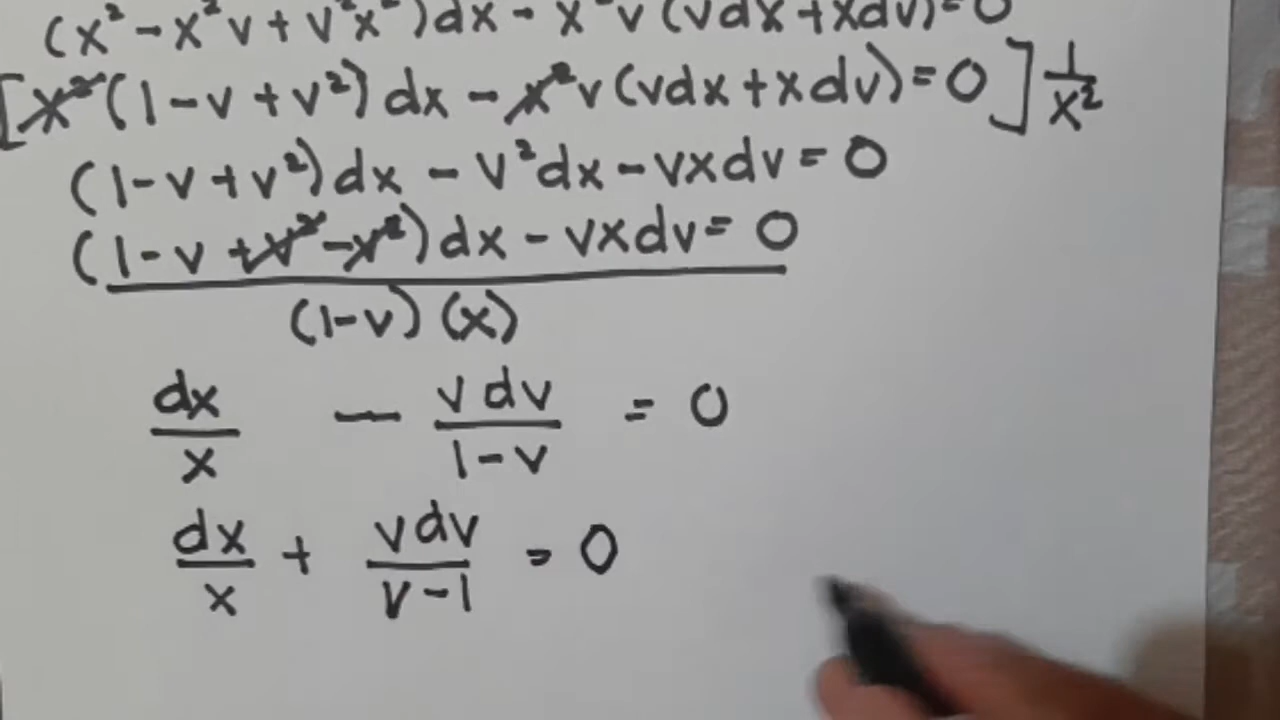 (x² - x²v + v²x²)dx - x²v(vdx + xdv) = 0
[x²(1 - v + v²)dx - x²v(vdx + xdv) = 0] 1/x²
(1 - v + v²)dx - v²dx - vxdv = 0
(1 - v + v² - v²)dx - vxdv = 0
(1-v)(x)
dx/x - vdv/1-v = 0
dx/x + vdv/v-1 = 0